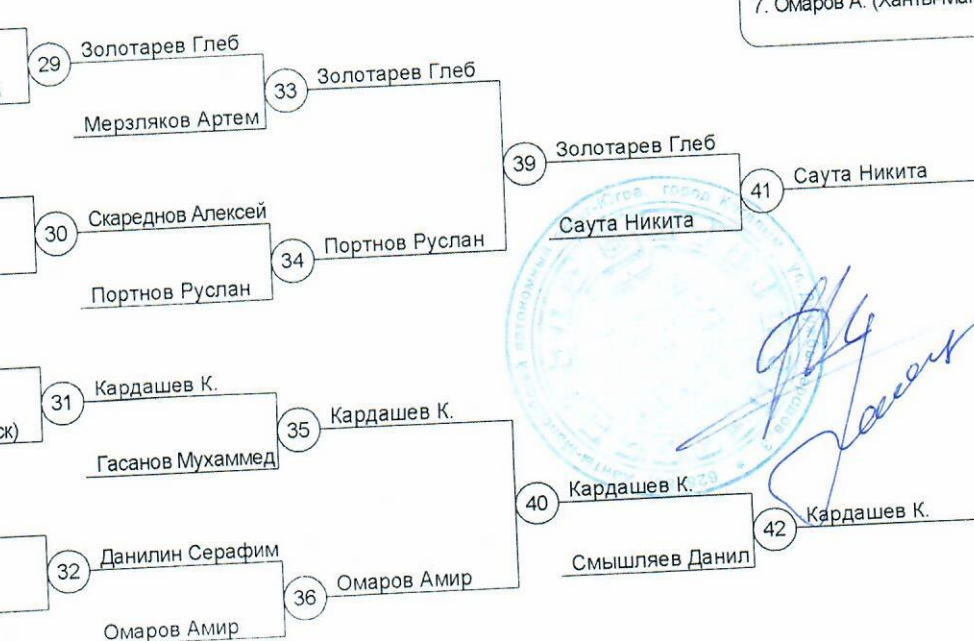 7. Омаров А.
29 Золотарев Глеб
33 Золотарев Глеб
Мерзляков Артем
39 Золотарев Глеб
41 Саута Никита
30 Скареднов Алексей
Саута Никита
34 Портнов Руслан
Портнов Руслан
31 Кардашев К.
35 Кардашев К.
ск)
Гасанов Мухаммед
40 Кардашев К.
42 Кардашев К.
32 Данилин Серафим
Смышляев Данил
36 Омаров Амир
Омаров Амир